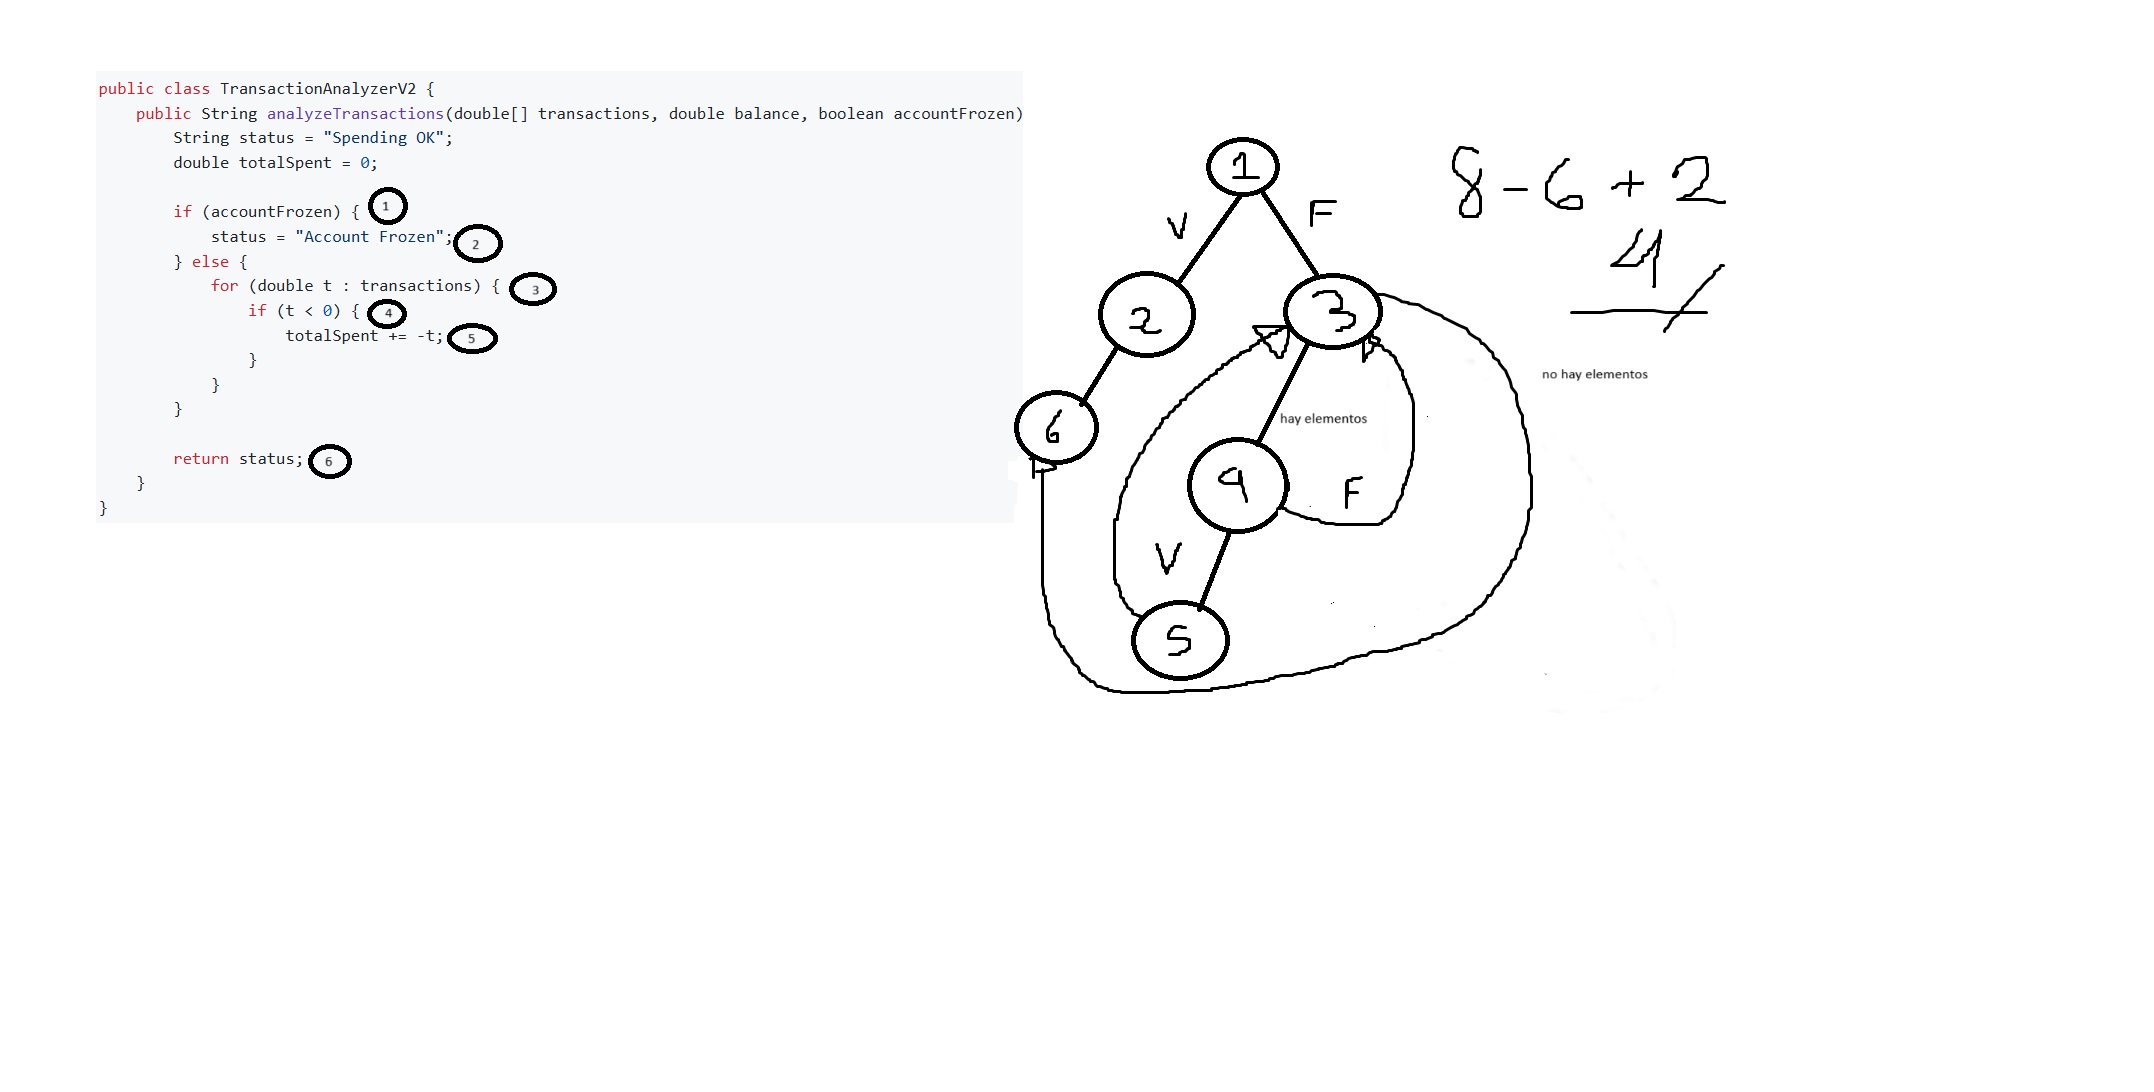 public class TransactionAnalyzerV2 {
public String analyzeTransactions(double[] transactions, double balance, boolean accountFrozen)
String status = "Spending OK";
double totalSpent = 0;
if (accountFrozen) { 1
status = "Account Frozen"; 2
} else {
for (double t : transactions) { 3
if (t < 0) { 4
totalSpent += -t; 5
}
}
}
return status; 6
}
}
1
V F
2 3
hay elementos
6
4
F
V
5
8 - 6 + 2
4
no hay elementos